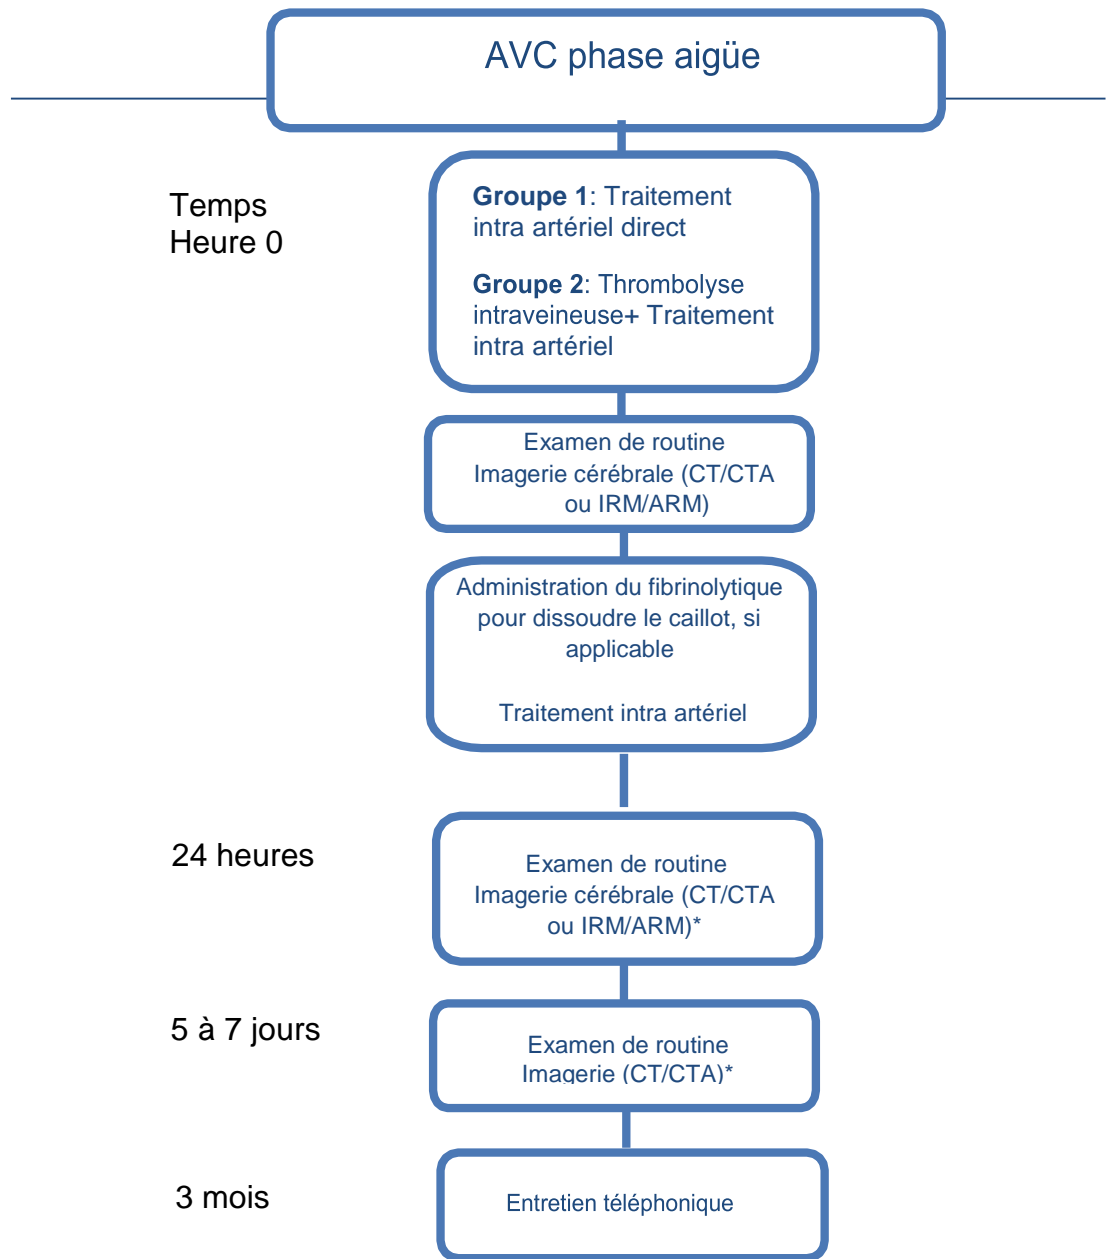 AVC phase aigüe
Temps
Heure 0
Groupe 1: Traitement
intra artériel direct
Groupe 2: Thrombolyse
intraveineuse+ Traitement
intra artériel
Examen de routine
Imagerie cérébrale (CT/CTA
ou IRM/ARM)
Administration du fibrinolytique
pour dissoudre le caillot, si
applicable
Traitement intra artériel
24 heures
Examen de routine
Imagerie cérébrale (CT/CTA
ou IRM/ARM)*
5 à 7 jours
Examen de routine
Imagerie (CT/CTA)*
3 mois
Entretien téléphonique